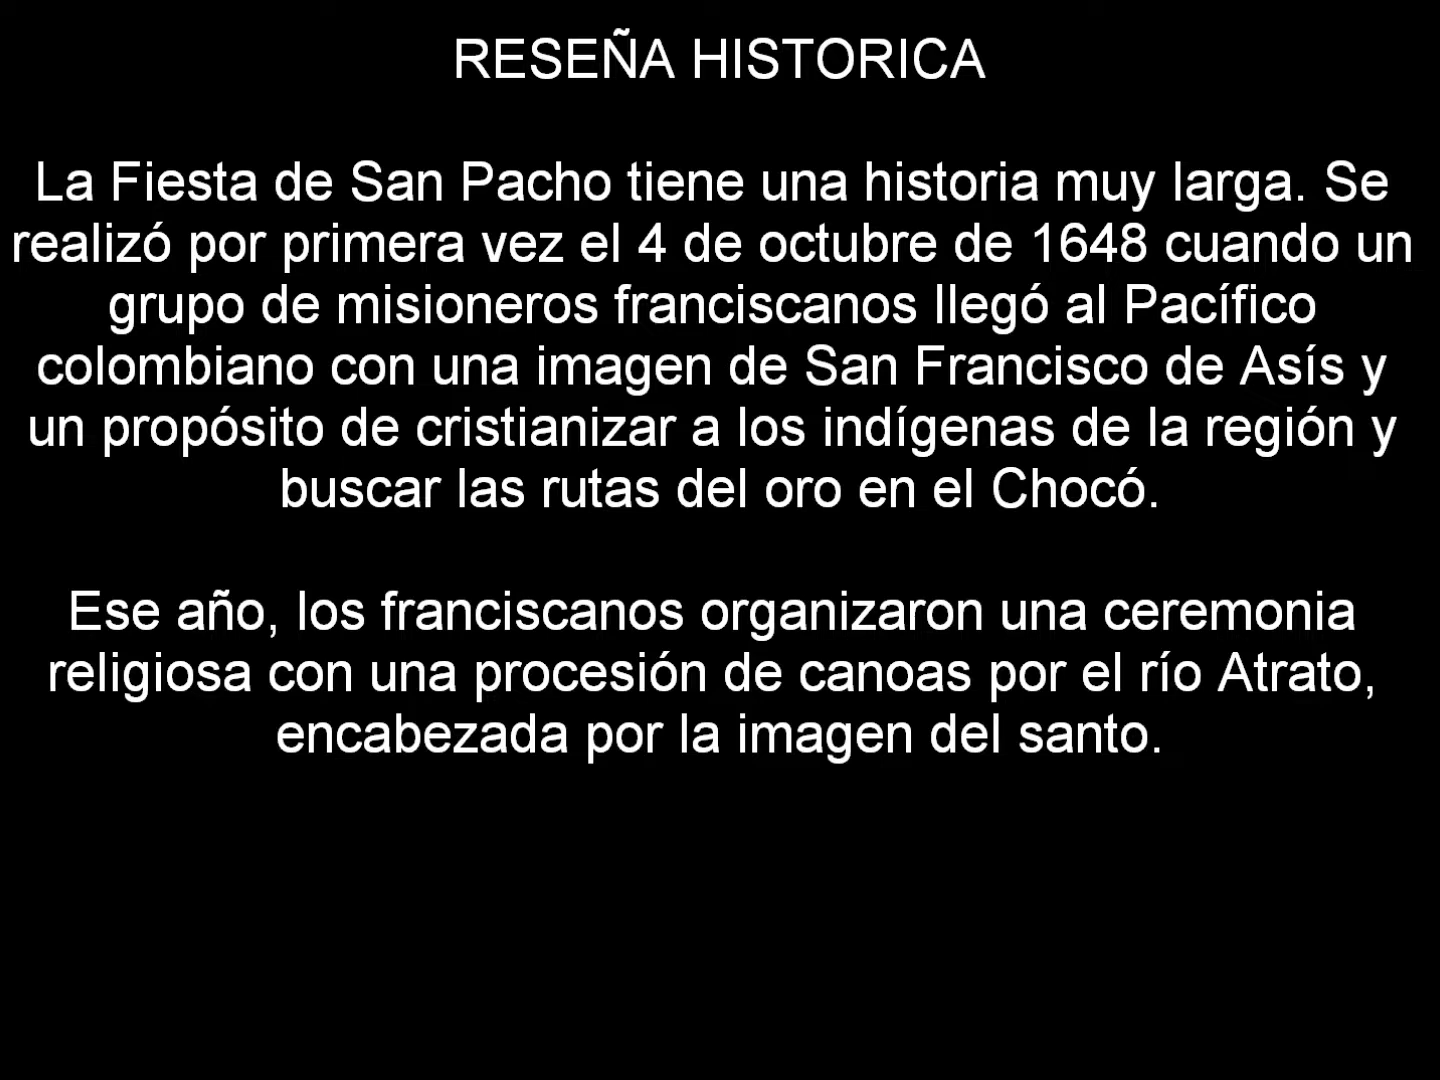 RESEÑA HISTORICA
La Fiesta de San Pacho tiene una historia muy larga. Se
realizó por primera vez el 4 de octubre de 1648 cuando un
grupo de misioneros franciscanos llegó al Pacífico
colombiano con una imagen de San Francisco de Asís y
un propósito de cristianizar a los indígenas de la región y
buscar las rutas del oro en el Chocó.
Ese año, los franciscanos organizaron una ceremonia
religiosa con una procesión de canoas por el río Atrato,
encabezada por la imagen del santo.